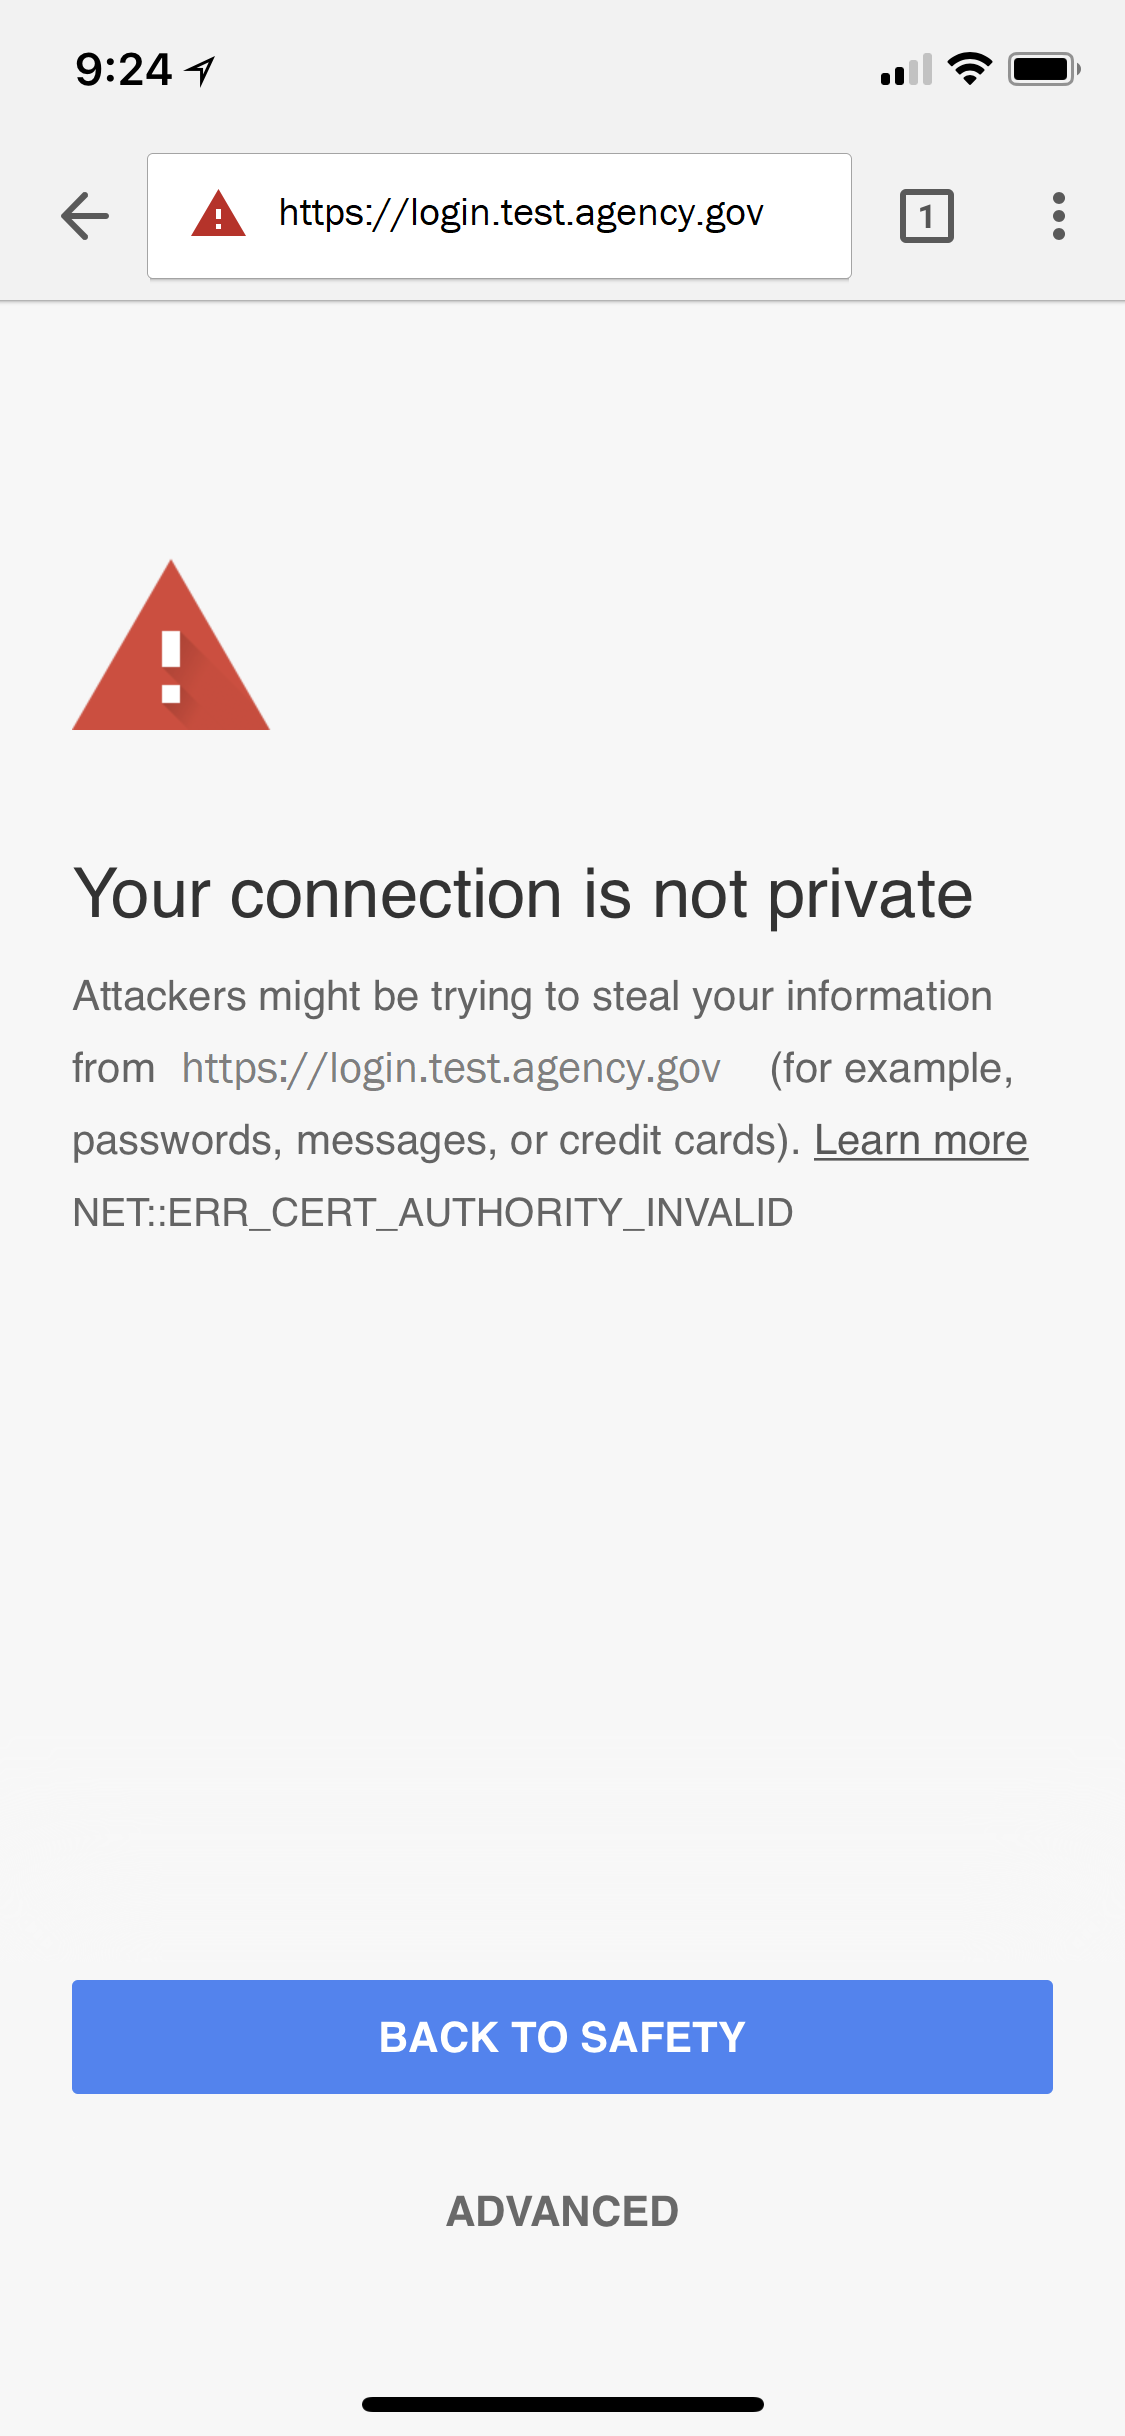 9:24
https://login.test.agency.gov
1
Your connection is not private
Attackers might be trying to steal your information
from https://login.test.agency.gov (for example,
passwords, messages, or credit cards). Learn more
NET::ERR_CERT_AUTHORITY_INVALID
BACK TO SAFETY
ADVANCED